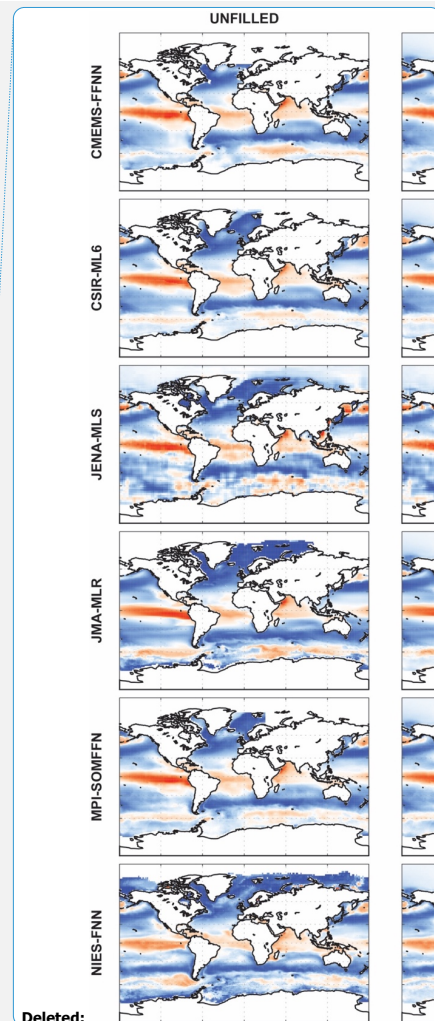 UNFILLED
CMEMS-FFNN
CSIR-ML6
JENA-MLS
JMA-MLR
MPI-SOMFFN
NIES-FNN
Deleted: